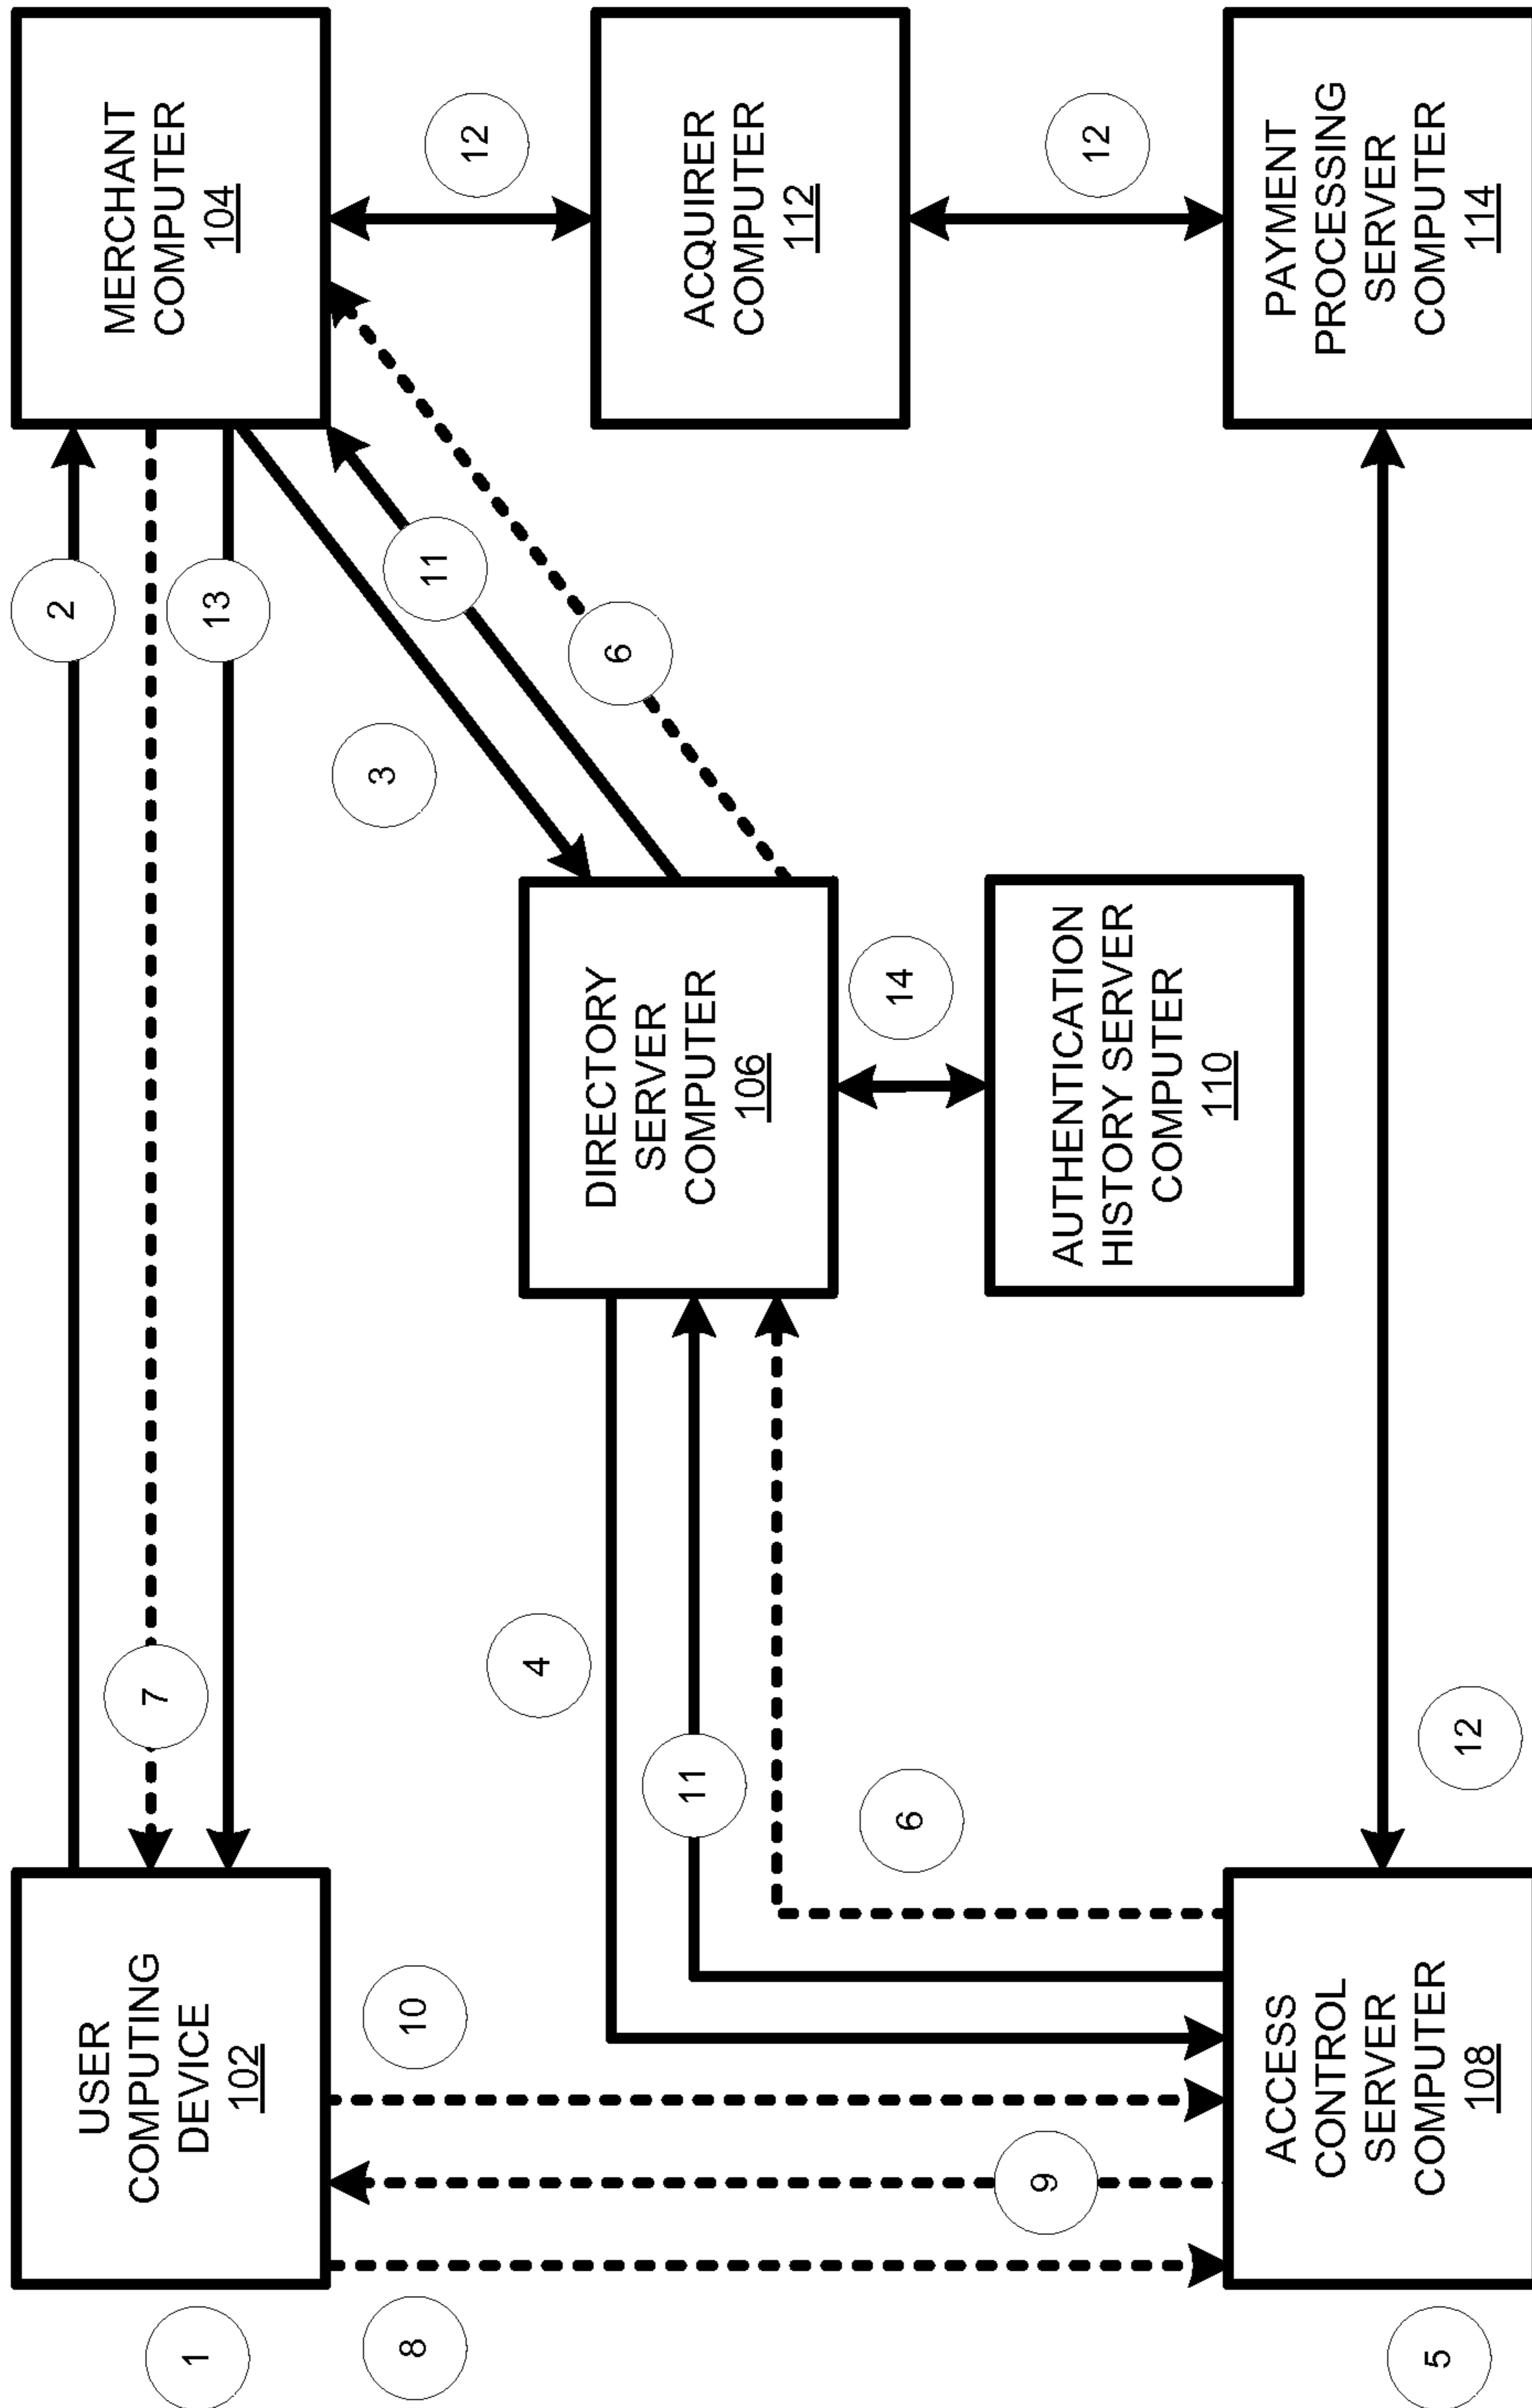 1
USER
COMPUTING
DEVICE
102
7
2
13
MERCHANT
COMPUTER
104
8
10
3
11
12
4
6
DIRECTORY
SERVER
COMPUTER
106
ACQUIRER
COMPUTER
112
11
6
14
9
AUTHENTICATION
HISTORY SERVER
COMPUTER
110
12
5
ACCESS
CONTROL
SERVER
COMPUTER
108
12
PAYMENT
PROCESSING
SERVER
COMPUTER
114